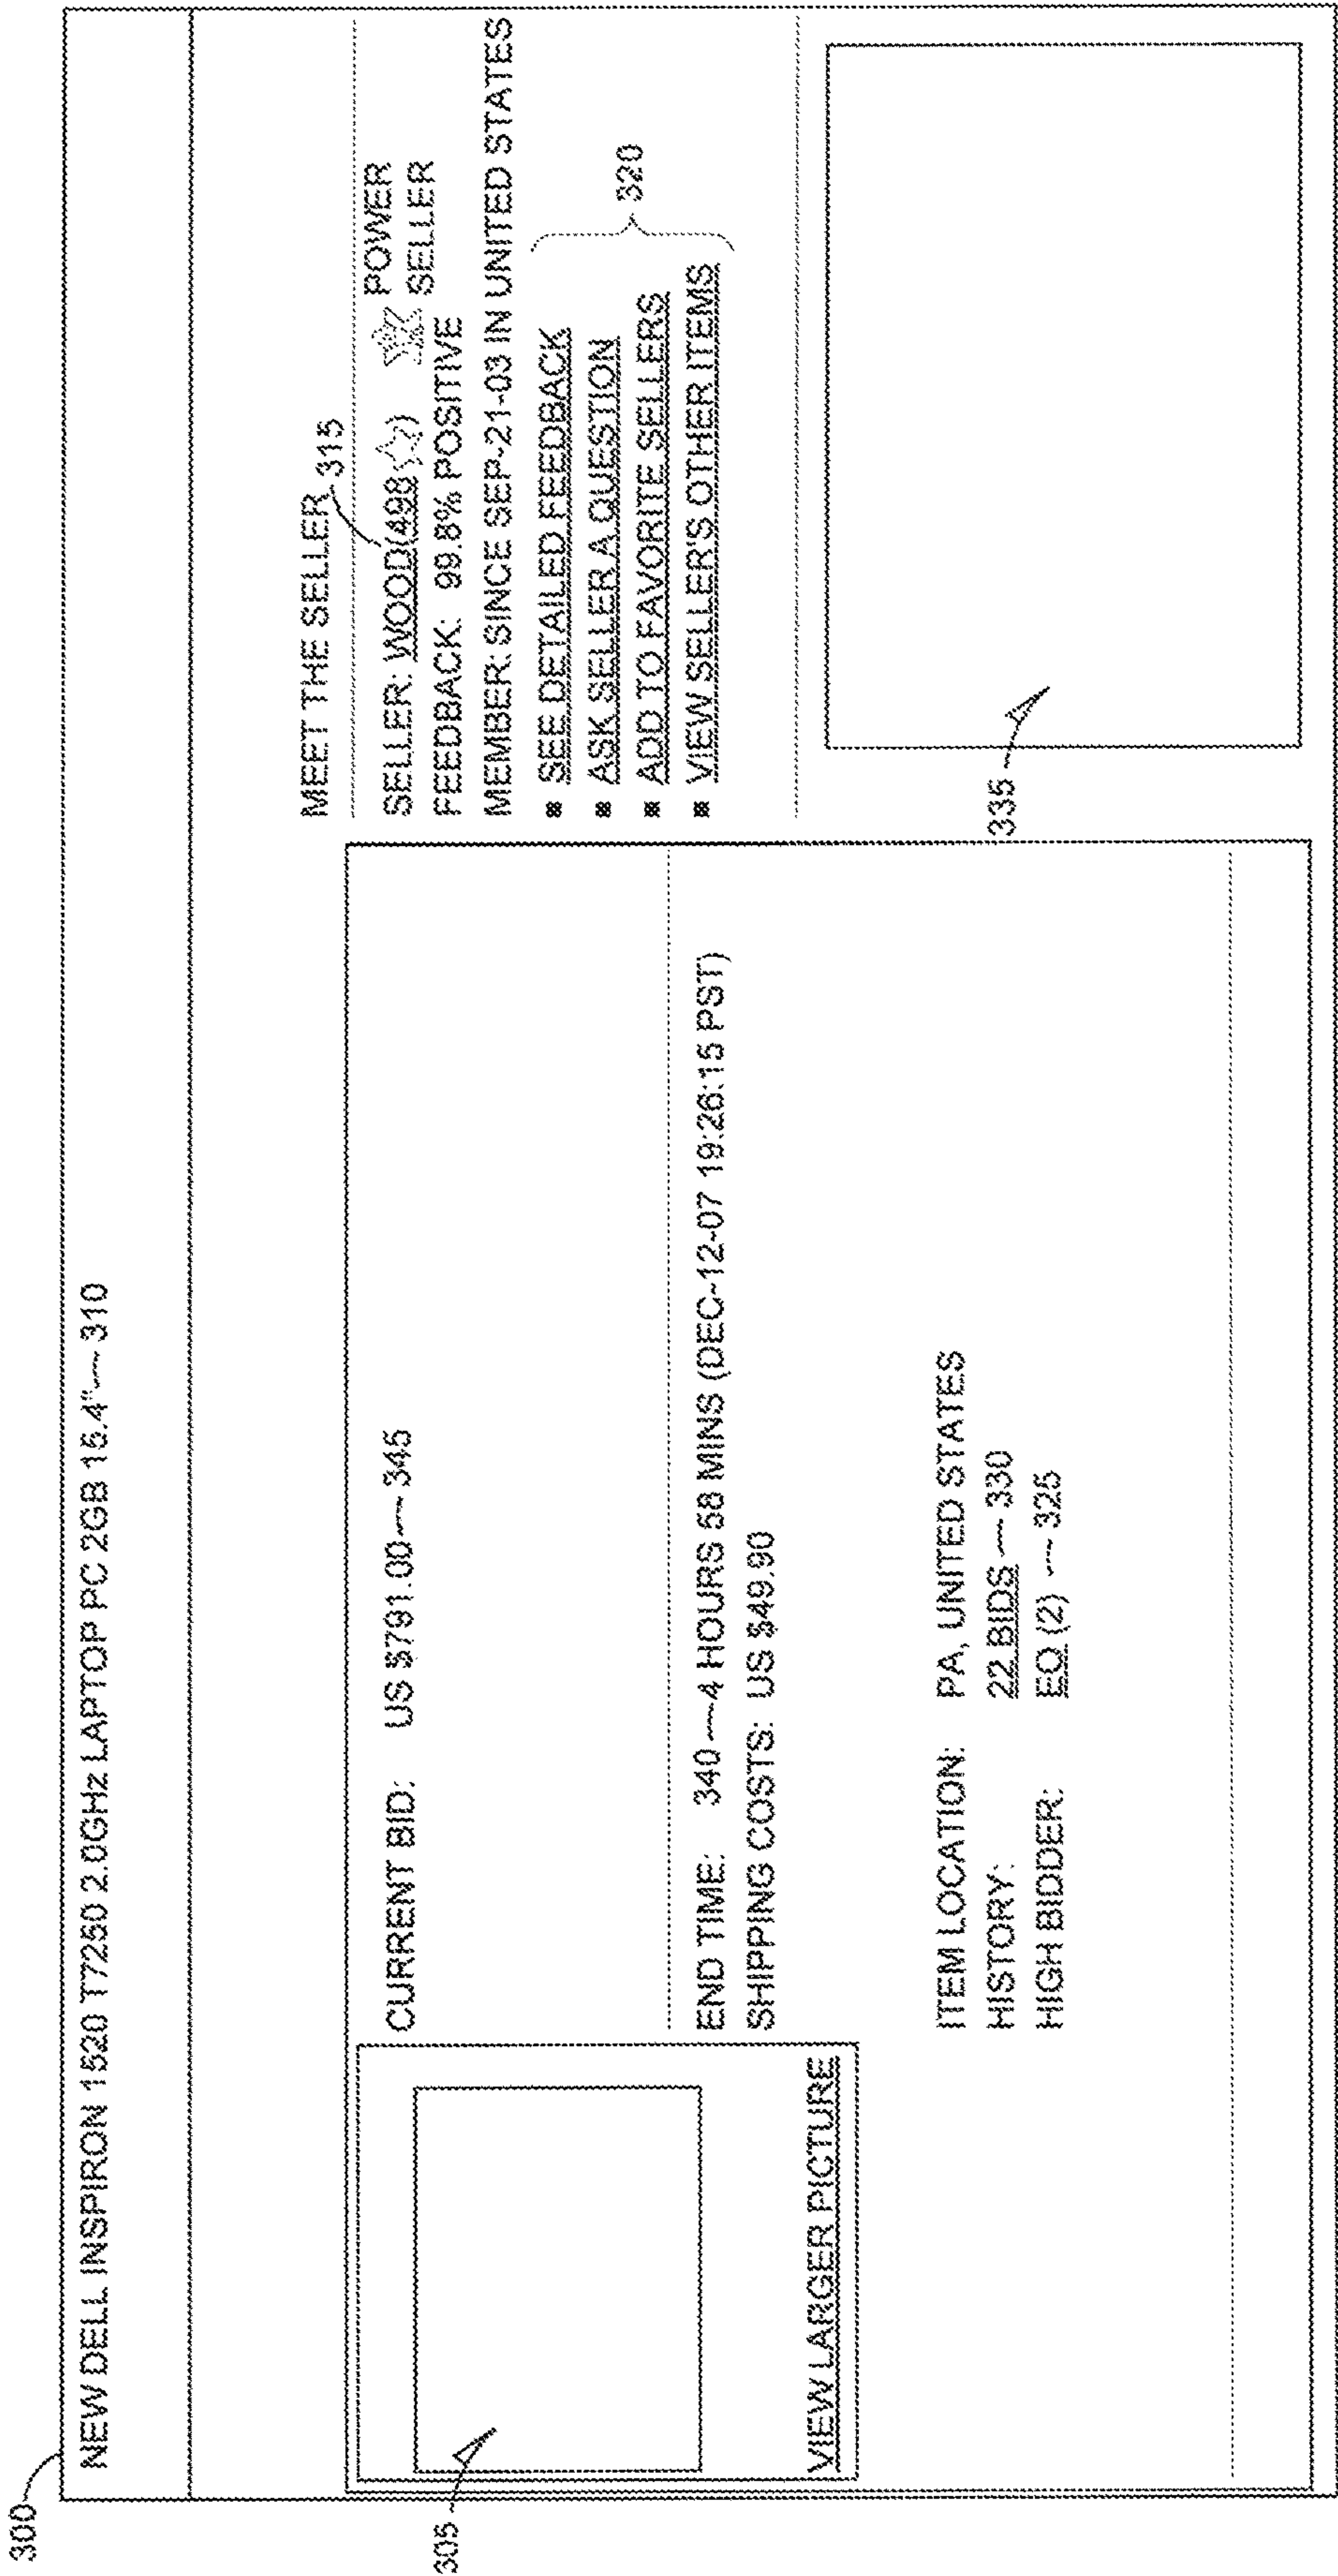 300
NEW DELL INSPIRON 1520 T7250 2.0GHz LAPTOP PC 2GB 15.4" 310
305
VIEW LARGER PICTURE
CURRENT BID: US $791.00 345
END TIME: 340 4 HOURS 58 MINS (DEC-12-07 19:26:15 PST)
SHIPPING COSTS: US $49.90
ITEM LOCATION: PA, UNITED STATES
HISTORY: 22 BIDS 330
HIGH BIDDER: EO (2) 325
MEET THE SELLER 315
SELLER: WOOD(498 ) POWER SELLER
FEEDBACK: 99.8% POSITIVE
MEMBER: SINCE SEP-21-03 IN UNITED STATES
SEE DETAILED FEEDBACK
ASK SELLER A QUESTION
ADD TO FAVORITE SELLERS
VIEW SELLER'S OTHER ITEMS
320
335